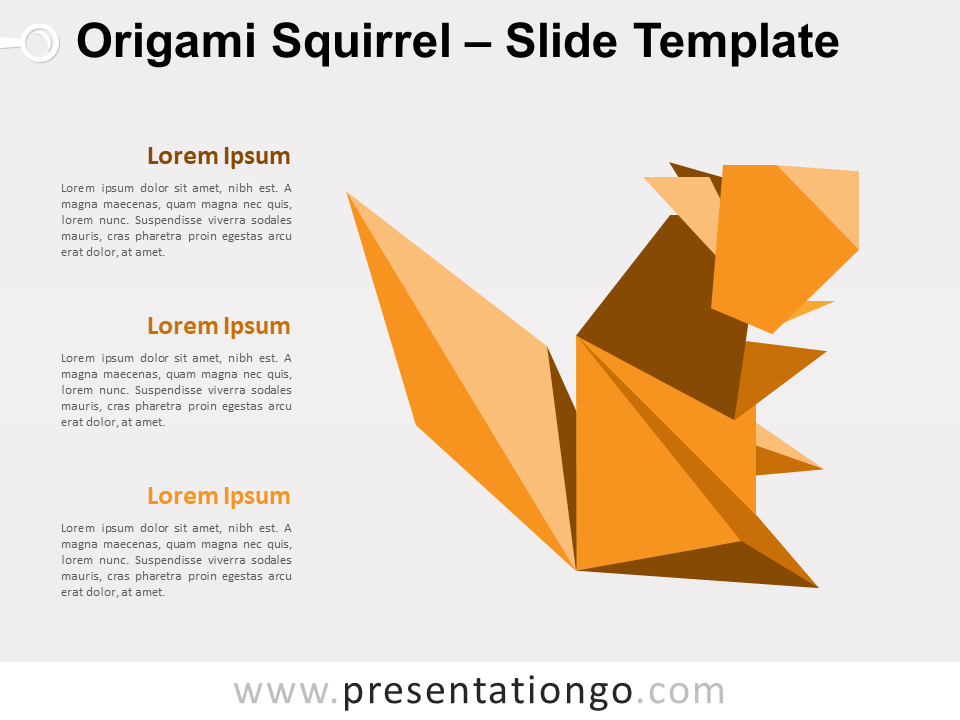 Origami Squirrel – Slide Template
Lorem Ipsum
Lorem ipsum dolor sit amet, nibh est. A
magna maecenas, quam magna nec quis,
lorem nunc. Suspendisse viverra sodales
mauris, cras pharetra proin egestas arcu
erat dolor, at amet.
Lorem Ipsum
Lorem ipsum dolor sit amet, nibh est. A
magna maecenas, quam magna nec quis,
lorem nunc. Suspendisse viverra sodales
mauris, cras pharetra proin egestas arcu
erat dolor, at amet.
Lorem Ipsum
Lorem ipsum dolor sit amet, nibh est. A
magna maecenas, quam magna nec quis,
lorem nunc. Suspendisse viverra sodales
mauris, cras pharetra proin egestas arcu
erat dolor, at amet.
www.presentationgo.com